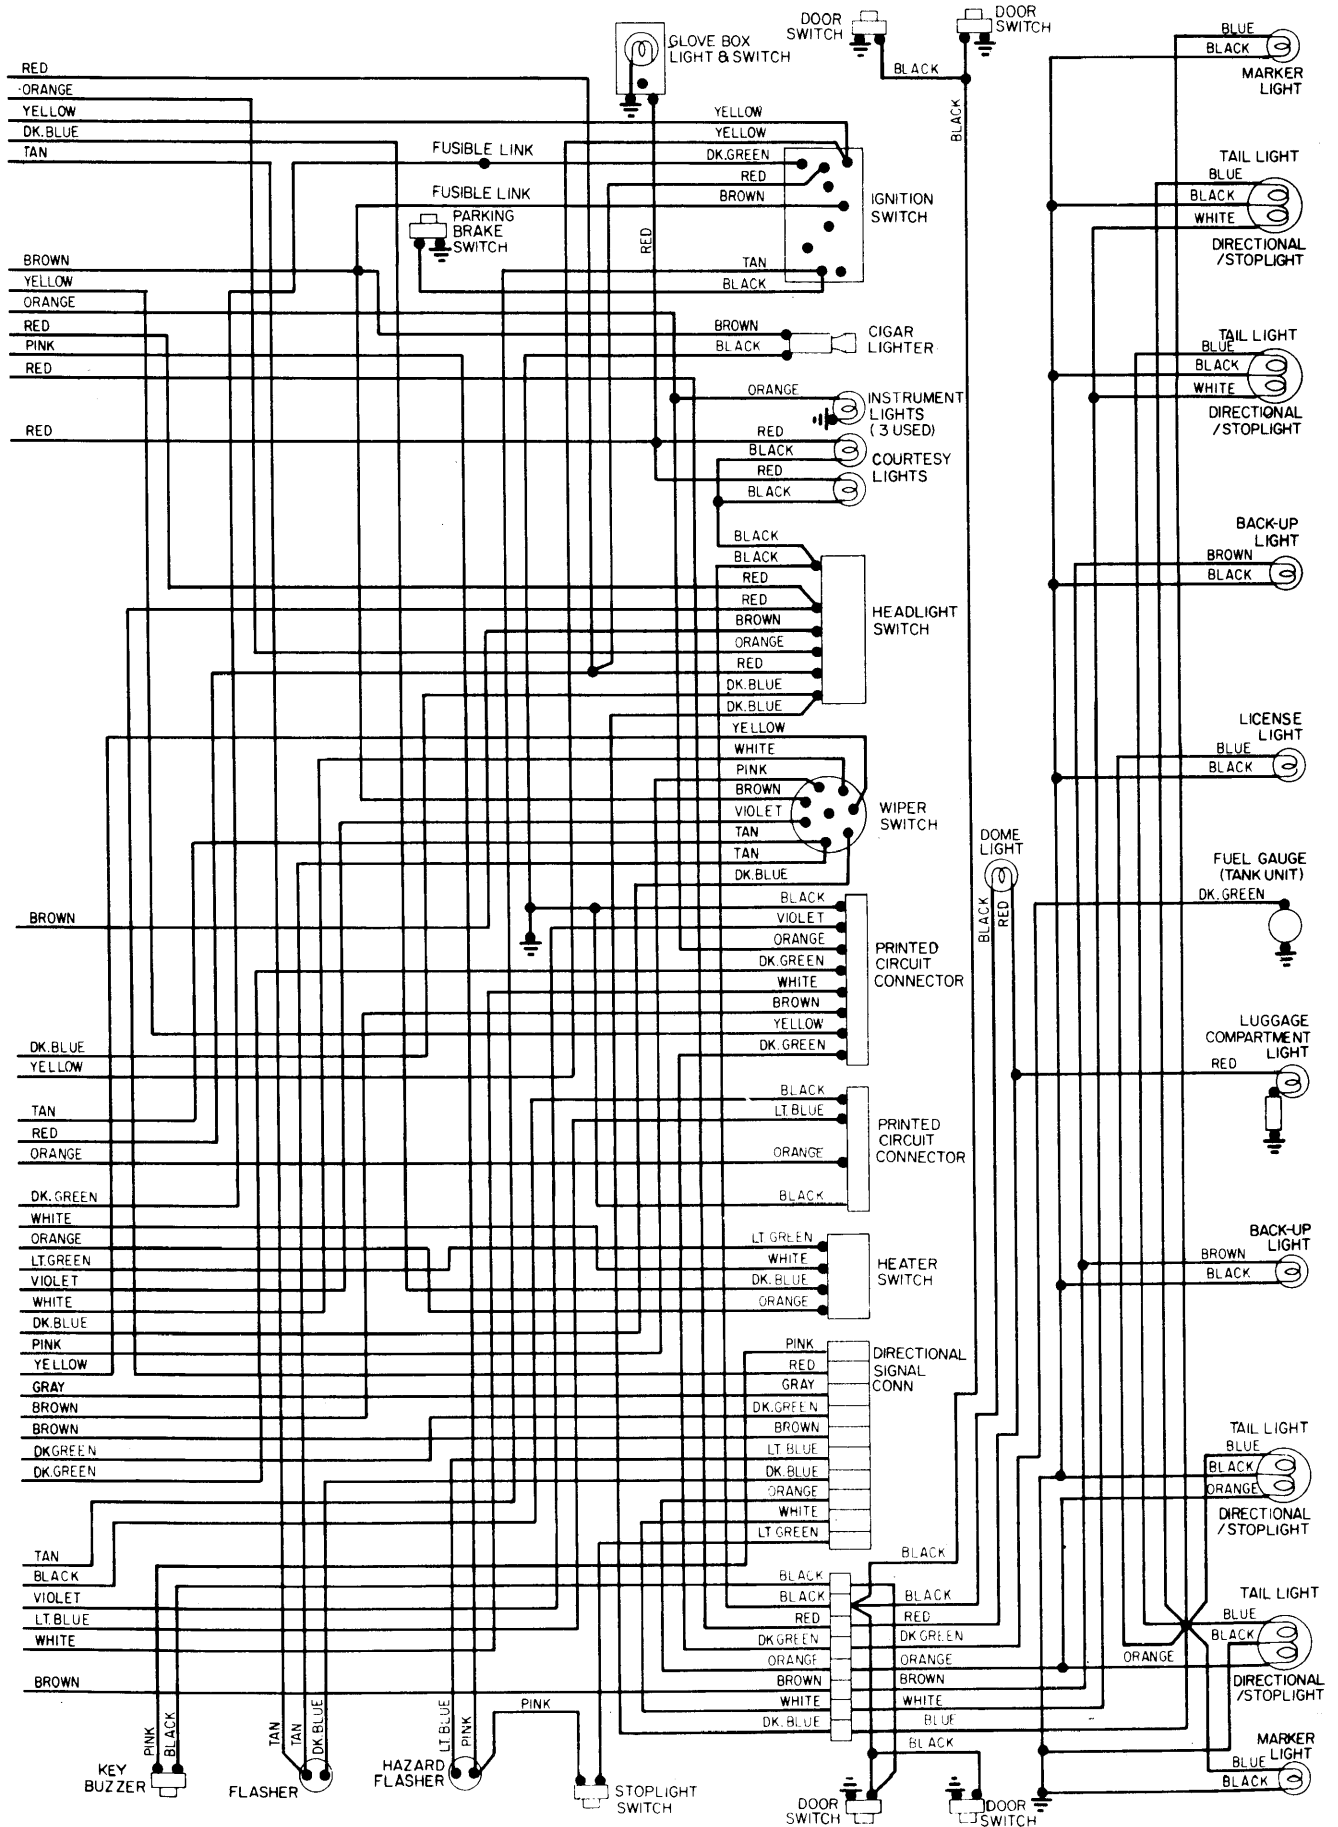 DOOR
SWITCH
DOOR
SWITCH
GLOVE BOX
LIGHT & SWITCH
BLACK
BLACK
BLUE
BLACK
MARKER
LIGHT
RED
ORANGE
YELLOW
DK.BLUE
TAN
FUSIBLE LINK
FUSIBLE LINK
PARKING
BRAKE
SWITCH
RED
YELLOW
YELLOW
DK.GREEN
RED
BROWN
TAN
BLACK
IGNITION
SWITCH
TAIL LIGHT
BLUE
BLACK
WHITE
DIRECTIONAL
/STOPLIGHT
BROWN
YELLOW
ORANGE
RED
PINK
RED
RED
BROWN
BLACK
CIGAR
LIGHTER
TAIL LIGHT
BLUE
BLACK
WHITE
DIRECTIONAL
/STOPLIGHT
ORANGE
INSTRUMENT
LIGHTS
(3 USED)
RED
BLACK
RED
BLACK
COURTESY
LIGHTS
BACK-UP
LIGHT
BROWN
BLACK
BLACK
BLACK
RED
RED
BROWN
ORANGE
RED
DK.BLUE
DK.BLUE
HEADLIGHT
SWITCH
LICENSE
LIGHT
BLUE
BLACK
YELLOW
WHITE
PINK
BROWN
VIOLET
TAN
TAN
DK.BLUE
WIPER
SWITCH
DOME
LIGHT
BLACK
RED
FUEL GAUGE
(TANK UNIT)
DK.GREEN
BROWN
BLACK
VIOLET
ORANGE
DK.GREEN
WHITE
BROWN
YELLOW
DK.GREEN
PRINTED
CIRCUIT
CONNECTOR
LUGGAGE
COMPARTMENT
LIGHT
RED
DK.BLUE
YELLOW
TAN
RED
ORANGE
BLACK
LT.BLUE
ORANGE
BLACK
PRINTED
CIRCUIT
CONNECTOR
DK.GREEN
WHITE
ORANGE
LT.GREEN
VIOLET
WHITE
DK.BLUE
PINK
YELLOW
GRAY
BROWN
BROWN
DKGREEN
DK.GREEN
LT GREEN
WHITE
DK.BLUE
ORANGE
HEATER
SWITCH
BACK-UP
LIGHT
BROWN
BLACK
PINK
RED
GRAY
DK.GREEN
BROWN
LT BLUE
DK.BLUE
ORANGE
WHITE
LT GREEN
DIRECTIONAL
SIGNAL
CONN
TAIL LIGHT
BLUE
BLACK
ORANGE
DIRECTIONAL
/STOPLIGHT
TAN
BLACK
VIOLET
LT.BLUE
WHITE
BROWN
BLACK
BLACK
RED
DKGREEN
ORANGE
BROWN
WHITE
DK.BLUE
BLACK
BLACK
RED
DK GREEN
ORANGE
BROWN
WHITE
BLUE
BLACK
TAIL LIGHT
BLUE
BLACK
ORANGE
DIRECTIONAL
/STOPLIGHT
PINK
BLACK
TAN
TAN
DK.BLUE
LT.BLUE
PINK
PINK
KEY
BUZZER
FLASHER
HAZARD
FLASHER
STOPLIGHT
SWITCH
DOOR
SWITCH
DOOR
SWITCH
MARKER
LIGHT
BLUE
BLACK